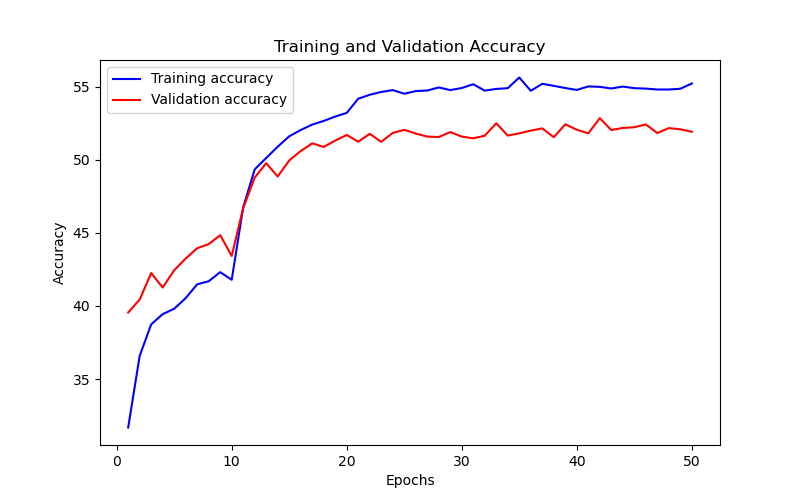 Training and Validation Accuracy
Training accuracy
Validation accuracy
Accuracy
55
50
45
40
35
0 10 20 30 40 50
Epochs